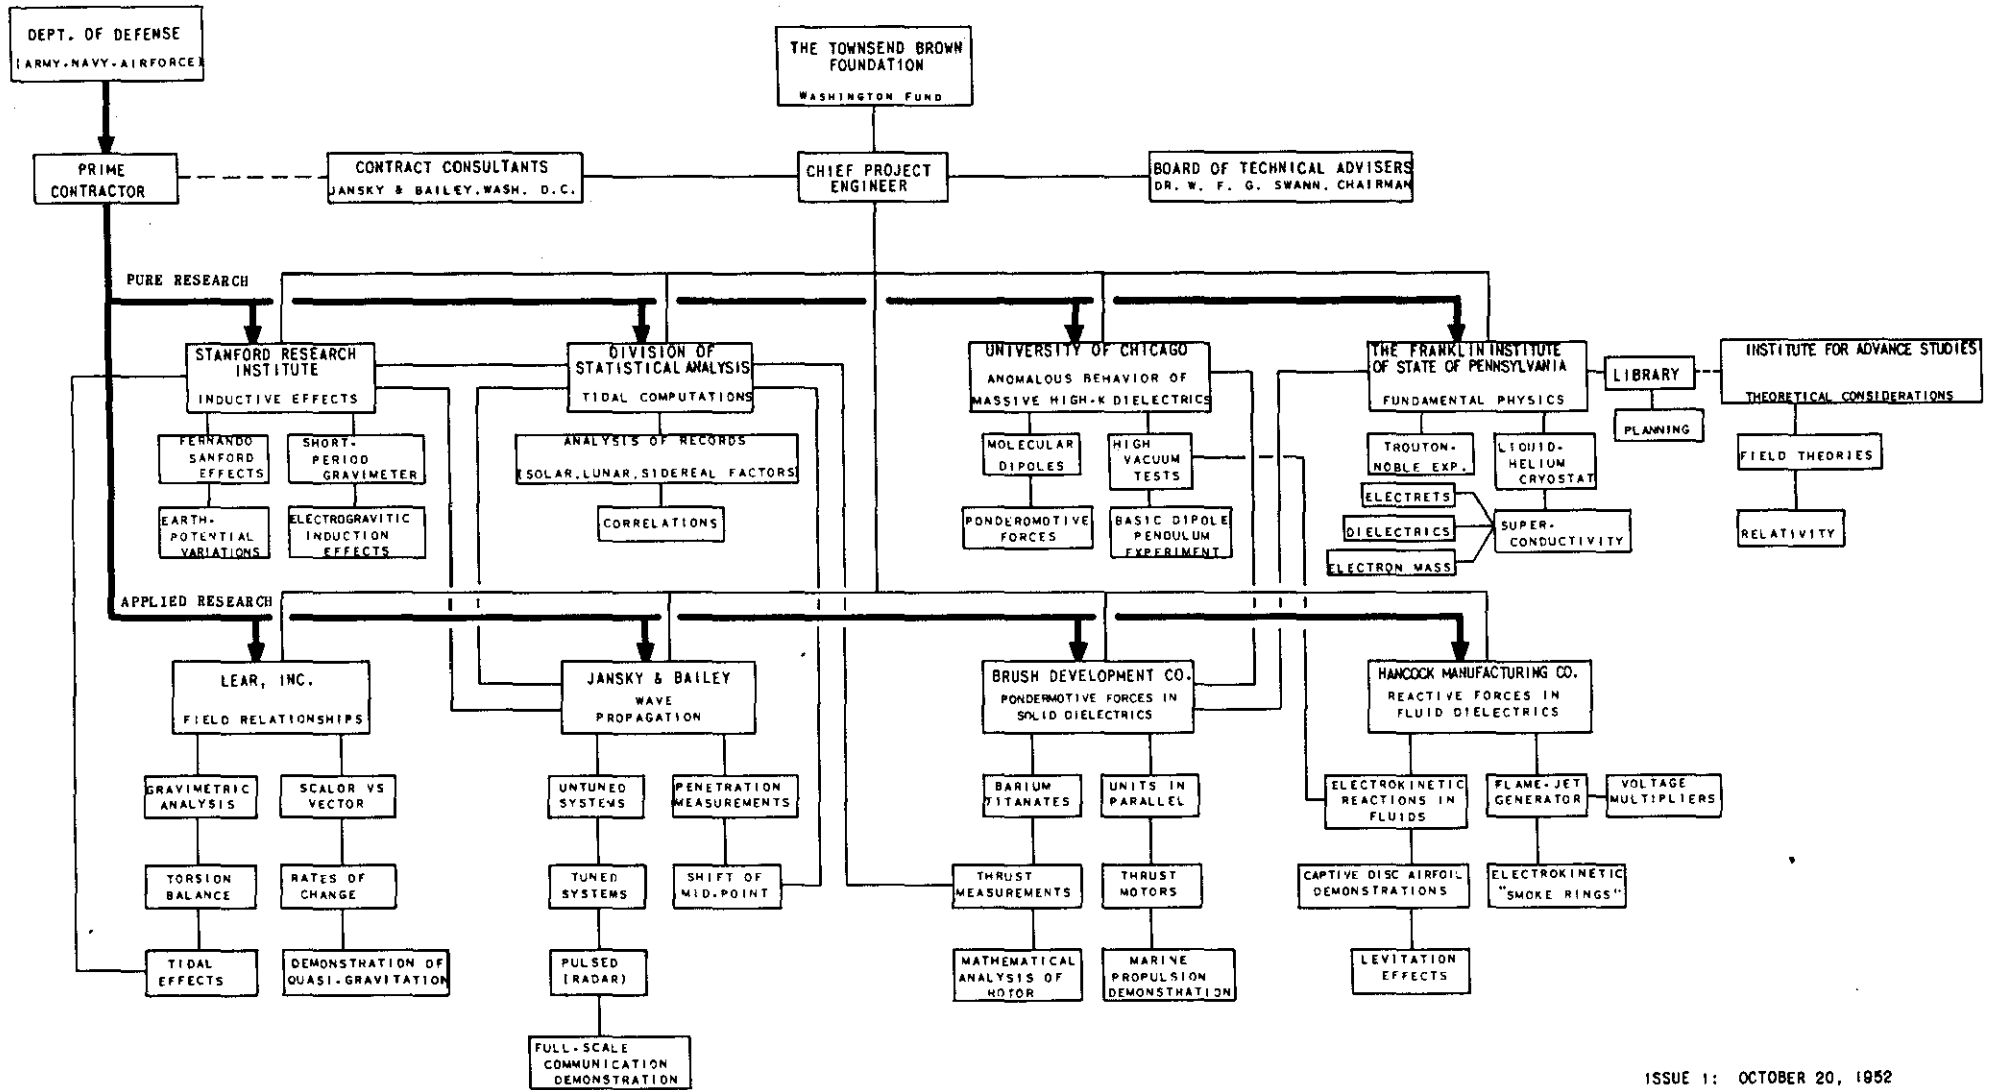 DEPT. OF DEFENSE
(ARMY-NAVY-AIRFORCE)
THE TOWNSEND BROWN
FOUNDATION
WASHINGTON FUND
PRIME
CONTRACTOR
CONTRACT CONSULTANTS
JANSKY & BAILEY, WASH. D.C.
CHIEF PROJECT
ENGINEER
BOARD OF TECHNICAL ADVISERS
DR. W. F. G. SWANN, CHAIRMAN
PURE RESEARCH
STANFORD RESEARCH
INSTITUTE
INDUCTIVE EFFECTS
DIVISION OF
STATISTICAL ANALYSIS
TIDAL COMPUTATIONS
UNIVERSITY OF CHICAGO
ANOMALOUS BEHAVIOR OF
MASSIVE HIGH-K DIELECTRICS
THE FRANKLIN INSTITUTE
OF STATE OF PENNSYLVANIA
FUNDAMENTAL PHYSICS
LIBRARY
PLANNING
INSTITUTE FOR ADVANCE STUDIES
THEORETICAL CONSIDERATIONS
FERNANDO
SANFORD
EFFECTS
SHORT-
PERIOD
GRAVIMETER
ANALYSIS OF RECORDS
(SOLAR, LUNAR, SIDEREAL FACTORS)
MOLECULAR
DIPOLES
HIGH
VACUUM
TESTS
TROUTON-
NOBLE EXP.
LIQUID-
HELIUM
CRYOSTAT
FIELD THEORIES
EARTH-
POTENTIAL
VARIATIONS
ELECTROGRAVITIC
INDUCTION
EFFECTS
CORRELATIONS
PONDEROMOTIVE
FORCES
BASIC DIPOLE
PENDULUM
EXPERIMENT
ELECTRETS
DIELECTRICS
ELECTRON MASS
SUPER-
CONDUCTIVITY
RELATIVITY
APPLIED RESEARCH
LEAR, INC.
FIELD RELATIONSHIPS
JANSKY & BAILEY
WAVE
PROPAGATION
BRUSH DEVELOPMENT CO.
PONDERMOTIVE FORCES IN
SOLID DIELECTRICS
HANCOCK MANUFACTURING CO.
REACTIVE FORCES IN
FLUID DIELECTRICS
GRAVIMETRIC
ANALYSIS
SCALOR VS
VECTOR
UNTUNED
SYSTEMS
PENETRATION
MEASUREMENTS
BARIUM
TITANATES
UNITS IN
PARALLEL
ELECTROKINETIC
REACTIONS IN
FLUIDS
FLAME-JET
GENERATOR
VOLTAGE
MULTIPLIERS
TORSION
BALANCE
RATES OF
CHANGE
TUNED
SYSTEMS
SHIFT OF
MID-POINT
THRUST
MEASUREMENTS
THRUST
MOTORS
CAPTIVE DISC AIRFOIL
DEMONSTRATIONS
ELECTROKINETIC
"SMOKE RINGS"
TIDAL
EFFECTS
DEMONSTRATION OF
QUASI-GRAVITATION
PULSED
(RADAR)
MATHEMATICAL
ANALYSIS OF
ROTOR
MARINE
PROPULSION
DEMONSTRATION
LEVITATION
EFFECTS
FULL-SCALE
COMMUNICATION
DEMONSTRATION
ISSUE 1: OCTOBER 20, 1952